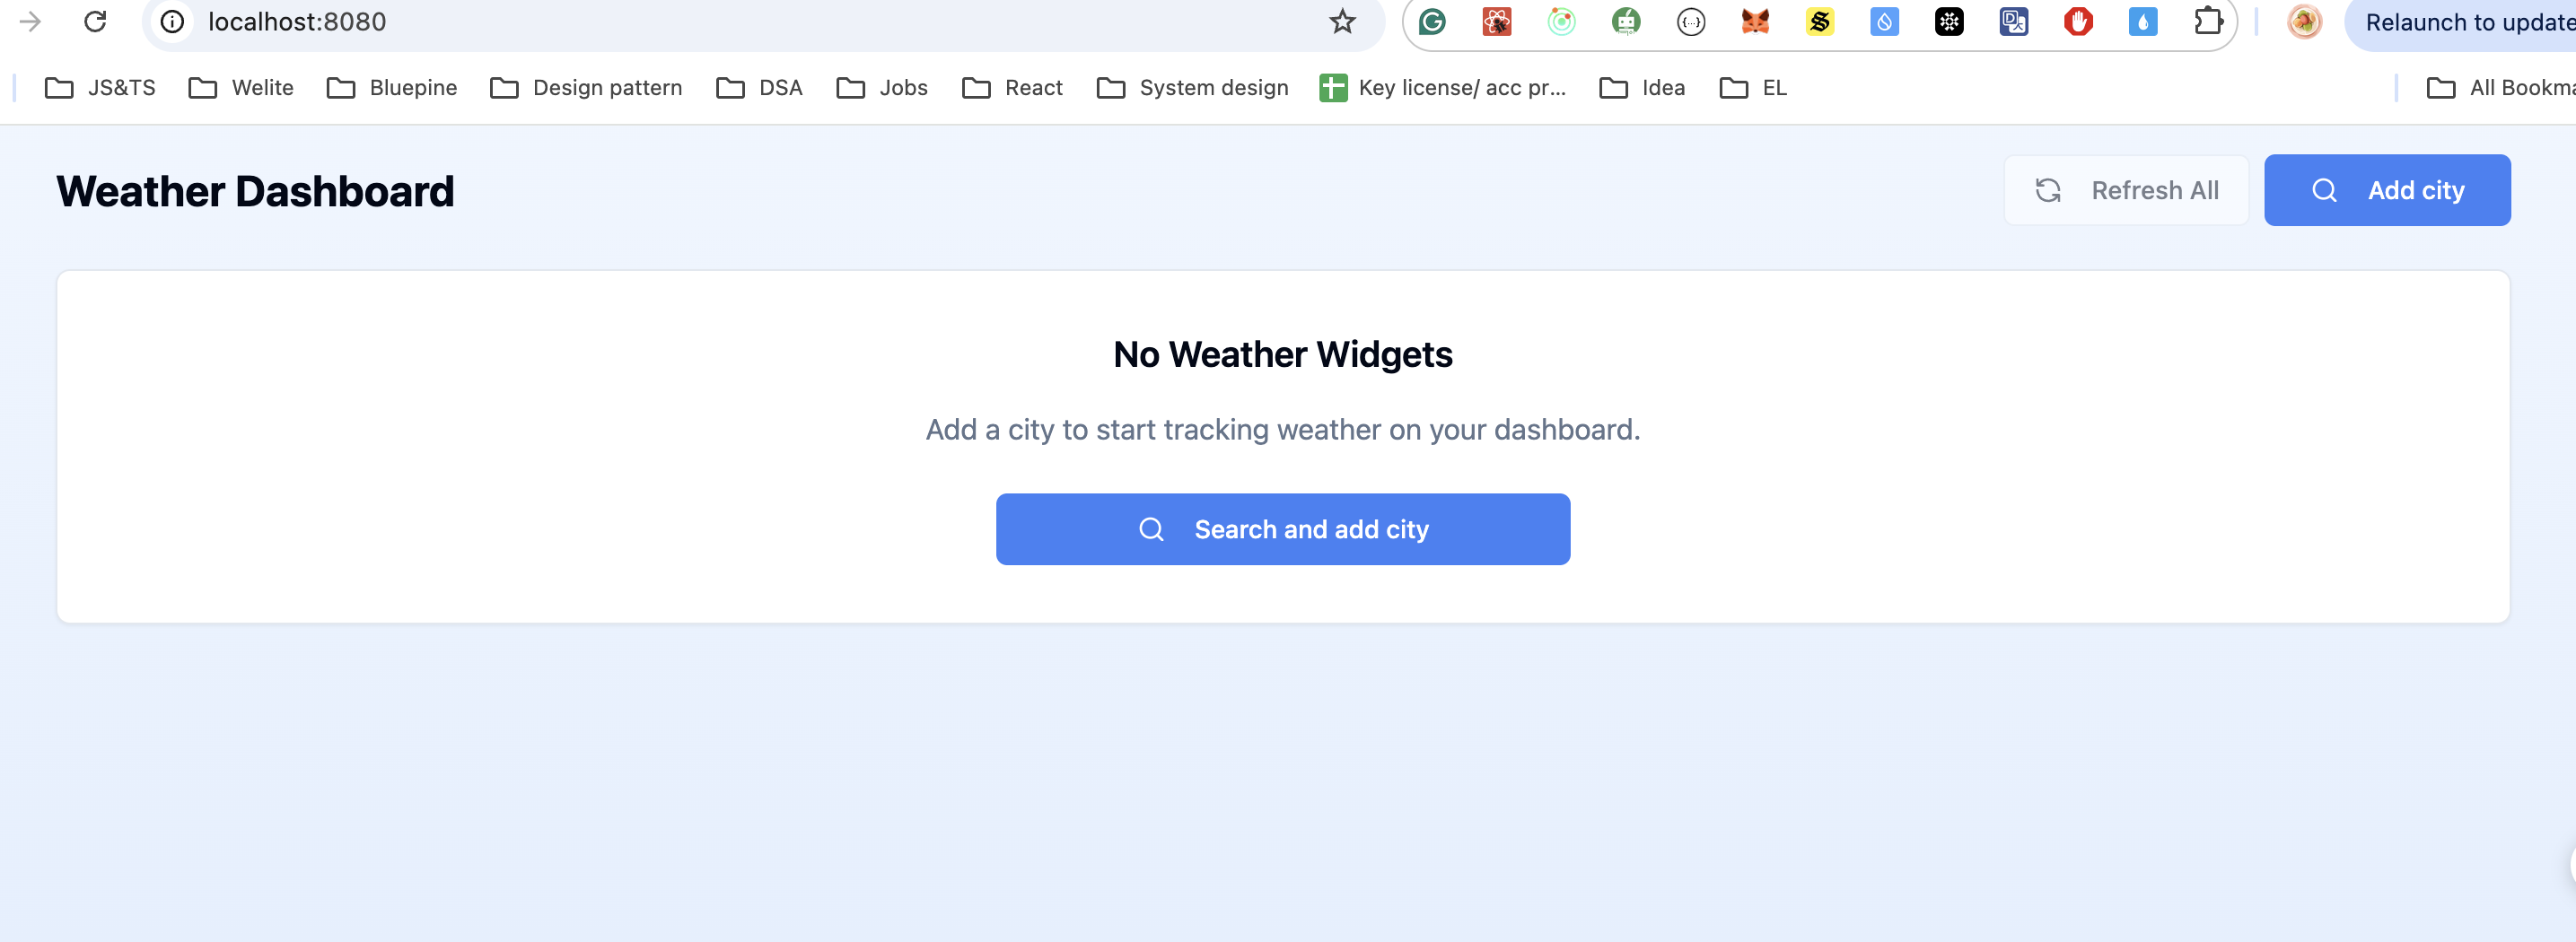 localhost:8080
Relaunch to update
JS&TS Welite Bluepine Design pattern DSA Jobs React System design Key license/ acc pr... Idea EL All Bookma
Weather Dashboard
Refresh All
Add city
No Weather Widgets
Add a city to start tracking weather on your dashboard.
Search and add city